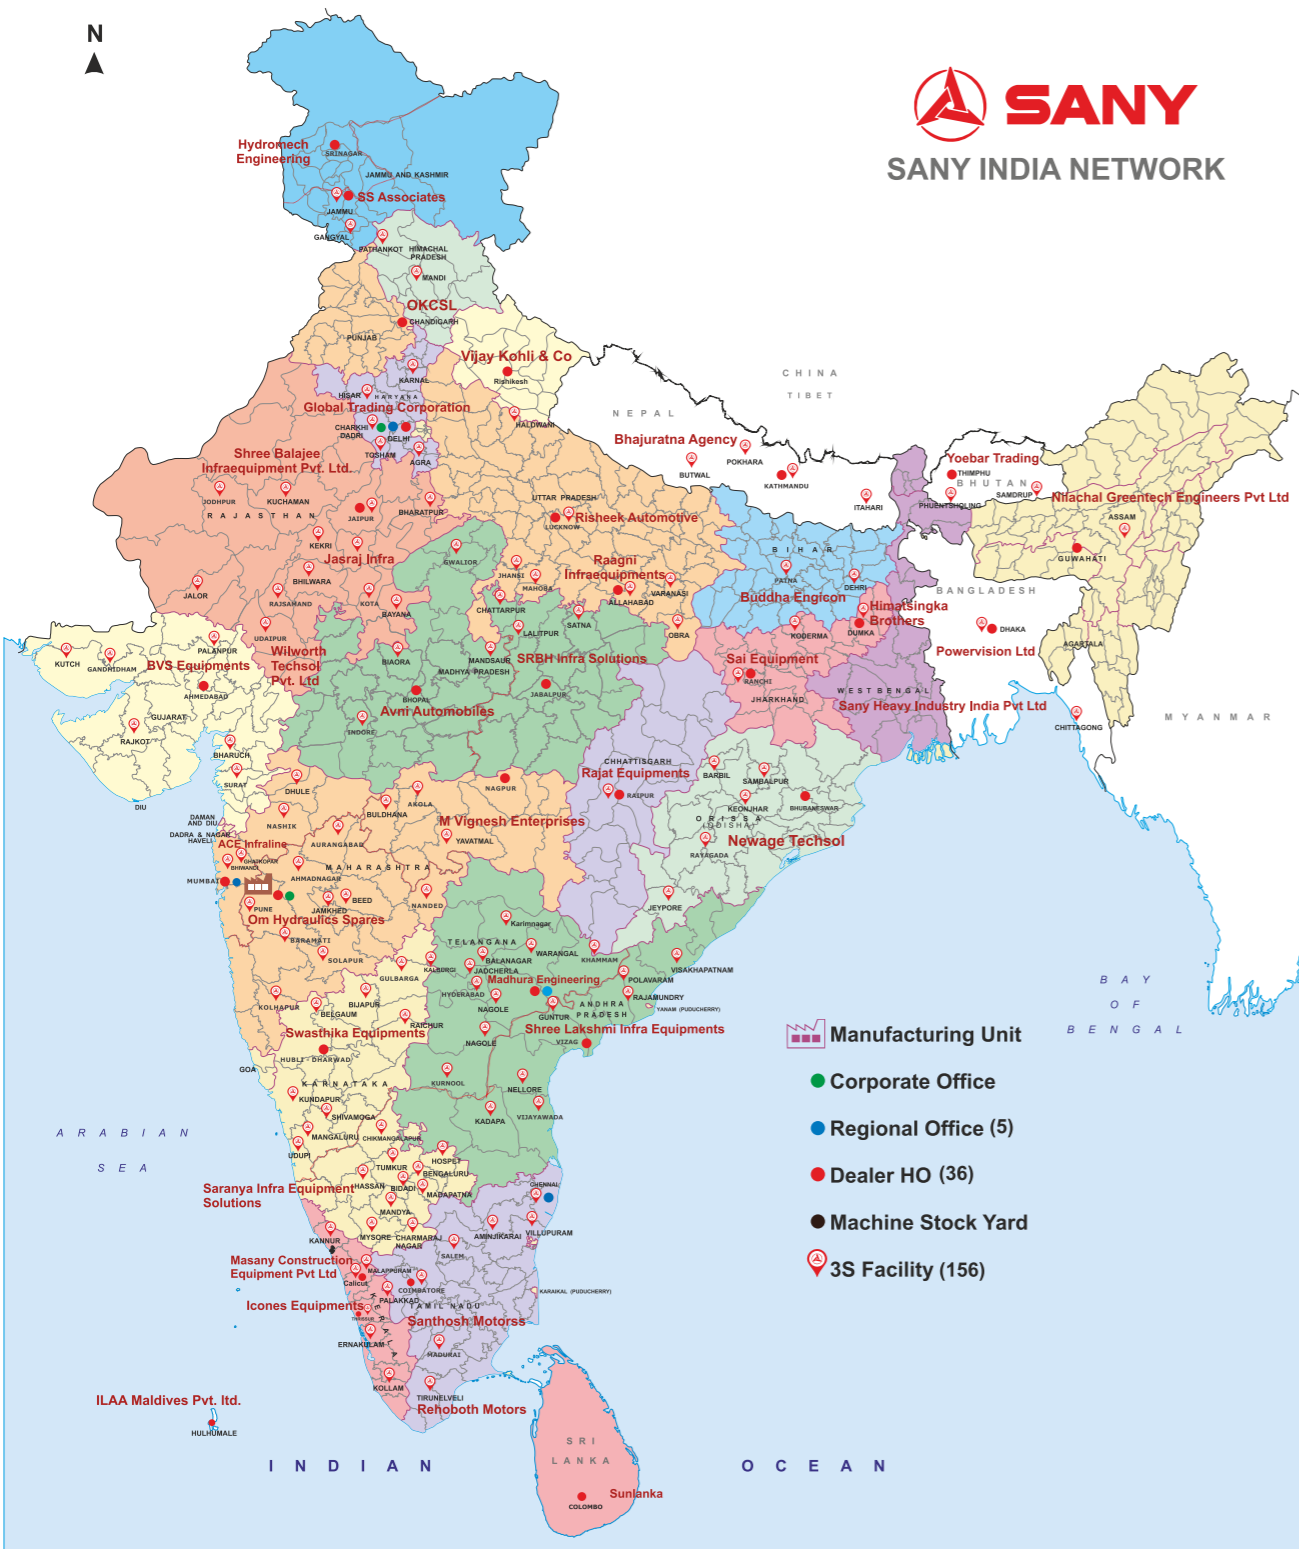 N
SANY
SANY INDIA NETWORK
Hydromech
Engineering
SRINAGAR
JAMMU AND KASHMIR
SS Associates
JAMMU
GANGYAL
PATHANKOT
HIMACHAL
PRADESH
MANDI
OKCSL
CHANDIGARH
PUNJAB
Vijay Kohli & Co
Rishikesh
KARNAL
HISAR
HARYANA
Global Trading Corporation
HALDWANI
CHARKHI
DADRI
DELHI
TOSHAM
AGRA
CHINA
TIBET
NEPAL
Bhajuratna Agency
POKHARA
BUTWAL
KATHMANDU
ITAHARI
Yoebar Trading
THIMPHU
BHUTAN
SAMDRUP
PHUENTSHOLING
Nilachal Greentech Engineers Pvt Ltd
ASSAM
GUWAHATI
Shree Balajee
Infraequipment Pvt. Ltd.
JODHPUR
KUCHAMAN
RAJASTHAN
JAIPUR
BHARATPUR
KEKRI
Jasraj Infra
BHILWARA
JALOR
RAJSAMAND
KOTA
BAYANA
UDAIPUR
UTTAR PRADESH
LUCKNOW
Risheek Automotive
GWALIOR
JHANSI
MAHOBA
Raagni
Infraequipments
CHATTARPUR
ALLAHABAD
VARANASI
BIHAR
PATNA
DEHRI
Buddha Engicon
Himatsingka
Brothers
DUMKA
KODERMA
BANGLADESH
DHAKA
Powervision Ltd
AGARTALA
KUTCH
GANDHIDHAM
PALANPUR
BVS Equipments
AHMEDABAD
GUJARAT
RAJKOT
BHARUCH
SURAT
DIU
Wilworth
Techsol
Pvt. Ltd
BIAORA
LALITPUR
SATNA
OBRA
MANDSAUR
SRBH Infra Solutions
MADHYA PRADESH
BHOPAL
JABALPUR
Avni Automobiles
INDORE
Sai Equipment
RANCHI
JHARKHAND
WEST BENGAL
Sany Heavy Industry India Pvt Ltd
CHITTAGONG
MYANMAR
DHULE
NAGPUR
CHHATTISGARH
Rajat Equipments
RAIPUR
BARBIL
SAMBALPUR
KEONJHAR
BHUBANESWAR
ORISSA
(ODISHA)
Newage Techsol
RAYAGADA
JEYPORE
DAMAN
AND DIU
DADRA & NAGAR
HAVELI
NASHIK
BULDHANA
AKOLA
M Vignesh Enterprises
AURANGABAD
YAVATMAL
ACE Infraline
GHATKOPAR
BHIWANDI
AHMADNAGAR
MAHARASHTRA
MUMBAI
PUNE
JAMKHED
BEED
NANDED
Om Hydraulics Spares
BARAMATI
SOLAPUR
KOLHAPUR
GULBARGA
KALBURGI
BIJAPUR
BELGAUM
RAICHUR
Swasthika Equipments
HUBLI - DHARWAD
GOA
KARNATAKA
Karimnagar
TELANGANA
WARANGAL
BALANAGAR
JADCHERLA
KHAMMAM
VISAKHAPATNAM
Madhura Engineering
POLAVARAM
HYDERABAD
NAGOLE
GUNTUR
RAJAMUNDRY
YANAM (PUDUCHERRY)
ANDHRA
PRADESH
Shree Lakshmi Infra Equipments
NAGOLE
VIZAG
KURNOOL
NELLORE
KADAPA
VIJAYAWADA
BAY
OF
BENGAL
KUNDAPUR
SHIVAMOGA
MANGALURU
CHIKMANGALAPUR
UDUPI
HOSPET
TUMKUR
BENGALURU
HASSAN
BIDADI
MADAPATNA
Saranya Infra Equipment
Solutions
MANDYA
MYSORE
CHARMARAJ
NAGAR
CHENNAI
AMINJIKARAI
VILLUPURAM
KANNUR
SALEM
Masany Construction
Equipment Pvt Ltd
MALAPPURAM
Calicut
COIMBATORE
PALAKKAD
KARAIKAL (PUDUCHERRY)
Icones Equipments
THRISSUR
KERALA
TAMIL NADU
Santhosh Motorss
ERNAKULAM
MADURAI
KOLLAM
TIRUNELVELI
Rehoboth Motors
ARABIAN
SEA
ILAA Maldives Pvt. ltd.
HULHUMALE
SRI
LANKA
Sunlanka
COLOMBO
INDIAN OCEAN
Manufacturing Unit
Corporate Office
Regional Office (5)
Dealer HO (36)
Machine Stock Yard
3S Facility (156)